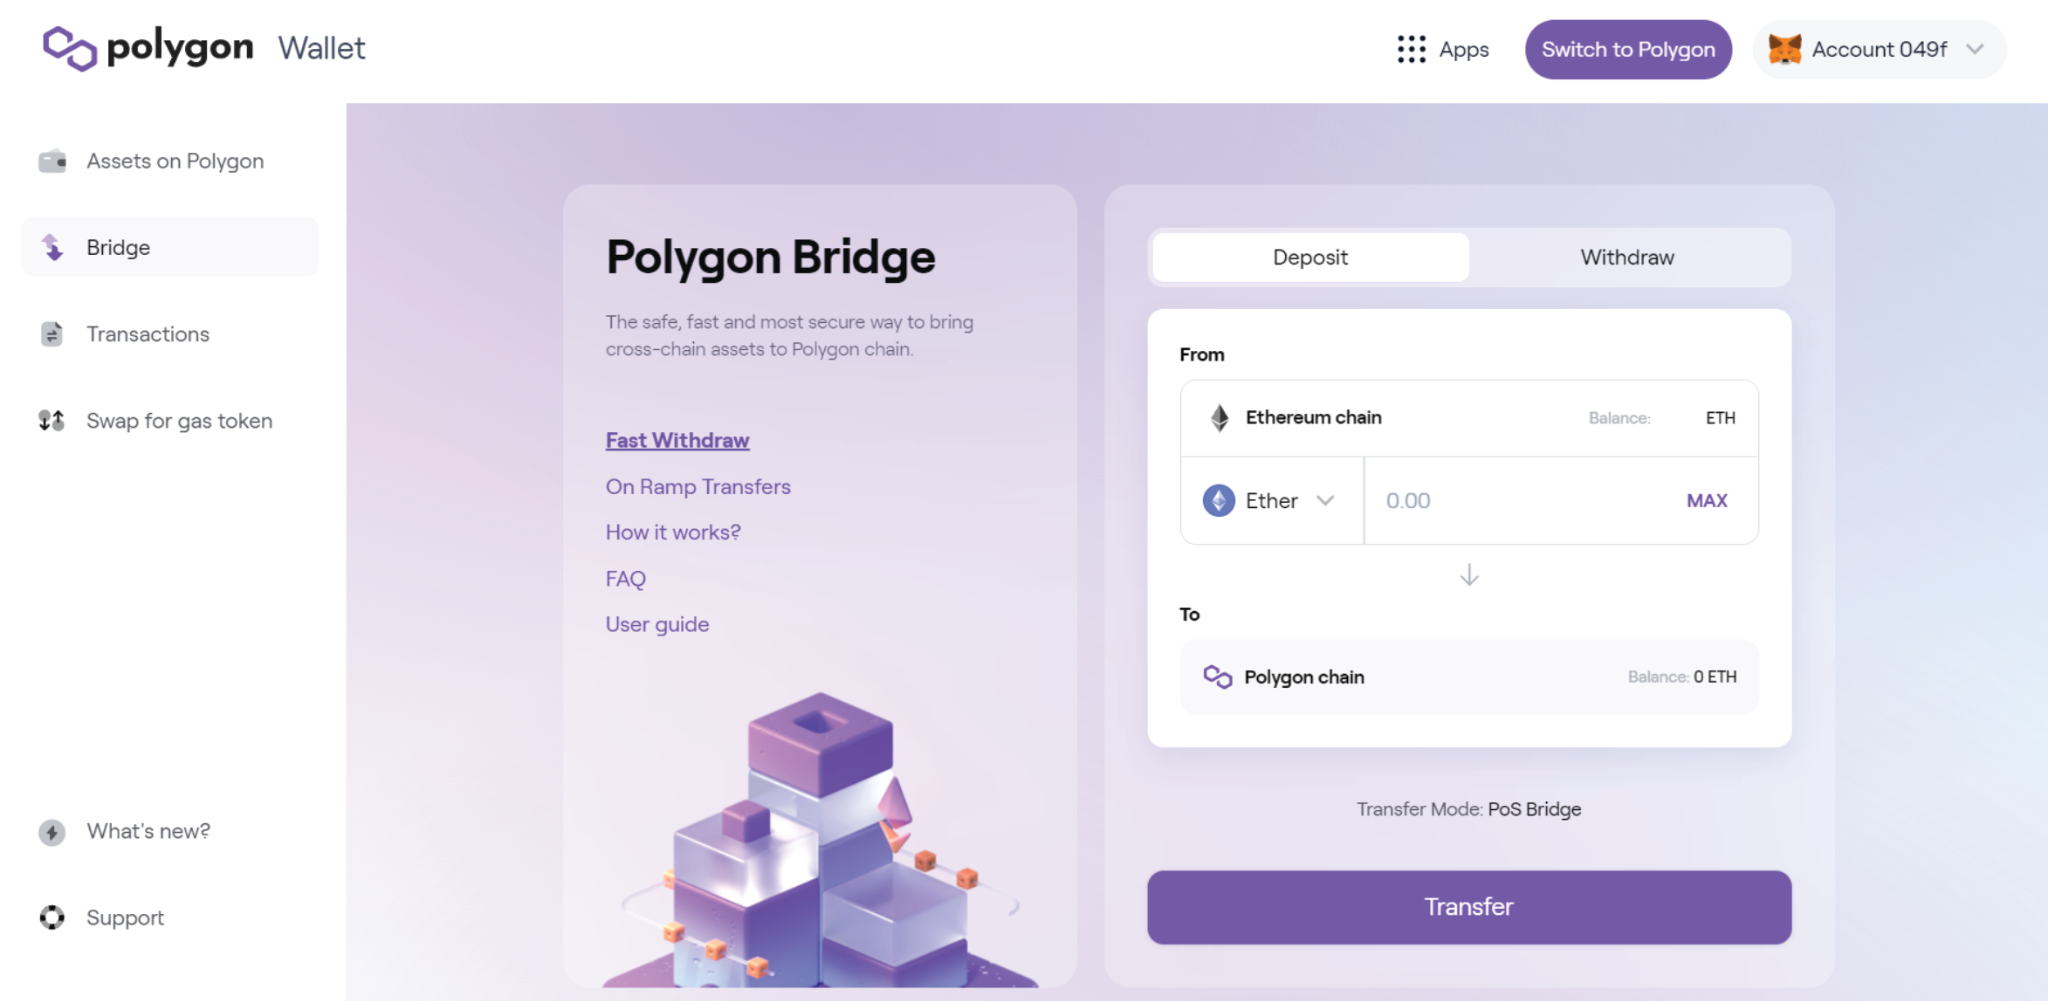 polygon Wallet
Apps
Switch to Polygon
Account 049f
Assets on Polygon
Bridge
Transactions
Swap for gas token
What's new?
Support
Polygon Bridge
The safe, fast and most secure way to bring
cross-chain assets to Polygon chain.
Fast Withdraw
On Ramp Transfers
How it works?
FAQ
User guide
Deposit
Withdraw
From
Ethereum chain
Balance: ETH
Ether
0.00
MAX
To
Polygon chain
Balance: 0 ETH
Transfer Mode: PoS Bridge
Transfer